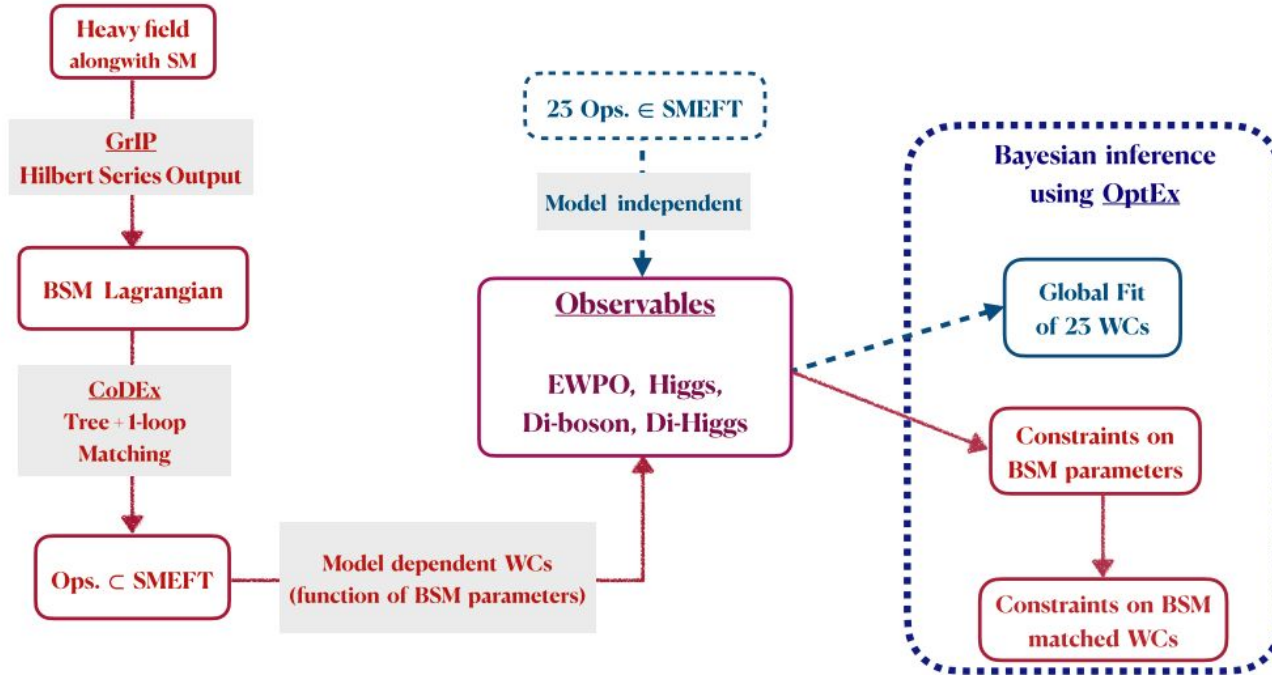 Heavy field
alongwith SM
GrIP
Hilbert Series Output
BSM Lagrangian
CoDEx
Tree + 1-loop
Matching
Ops. ⊂ SMEFT
Model dependent WCs
(function of BSM parameters)
23 Ops. ∈ SMEFT
Model independent
Observables
EWPO, Higgs,
Di-boson, Di-Higgs
Bayesian inference
using OptEx
Global Fit
of 23 WCs
Constraints on
BSM parameters
Constraints on BSM
matched WCs